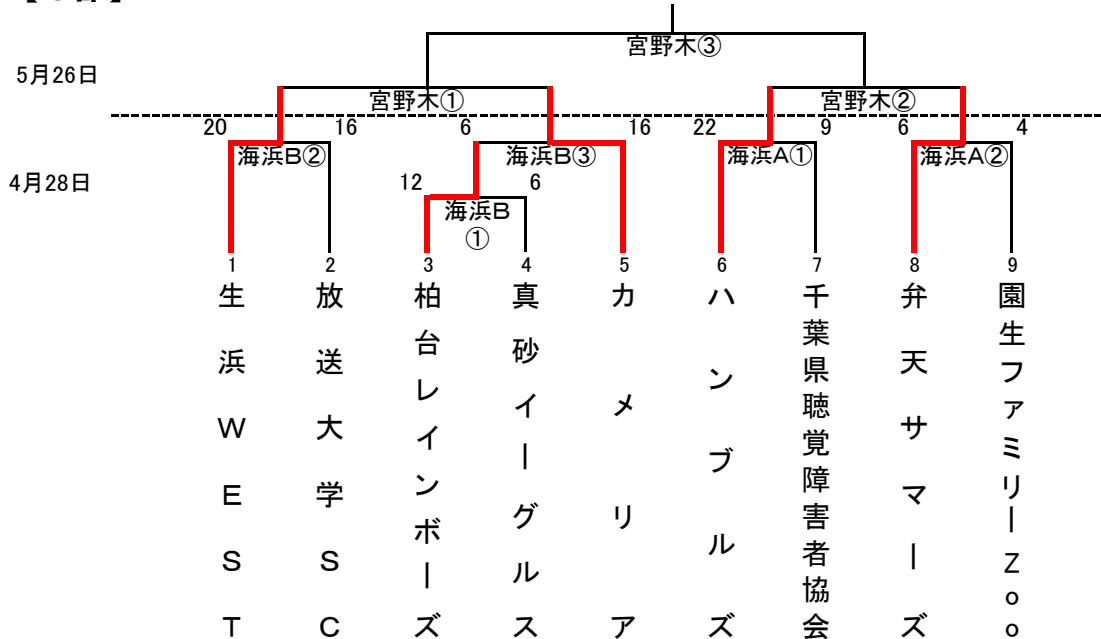 宮野木③
5月26日
宮野木①
宮野木②
20
16
6
16
22
9
6
4
海浜B②
海浜B③
海浜A①
海浜A②
4月28日
12
6
海浜B
①
1
2
3
4
5
6
7
8
9
生浜WEST
放送大学SC
柏台レインボーズ
真砂イーグルス
カメリア
ハンブルズ
千葉県聴覚障害者協会
弁天サマーズ
園生ファミリーZoo